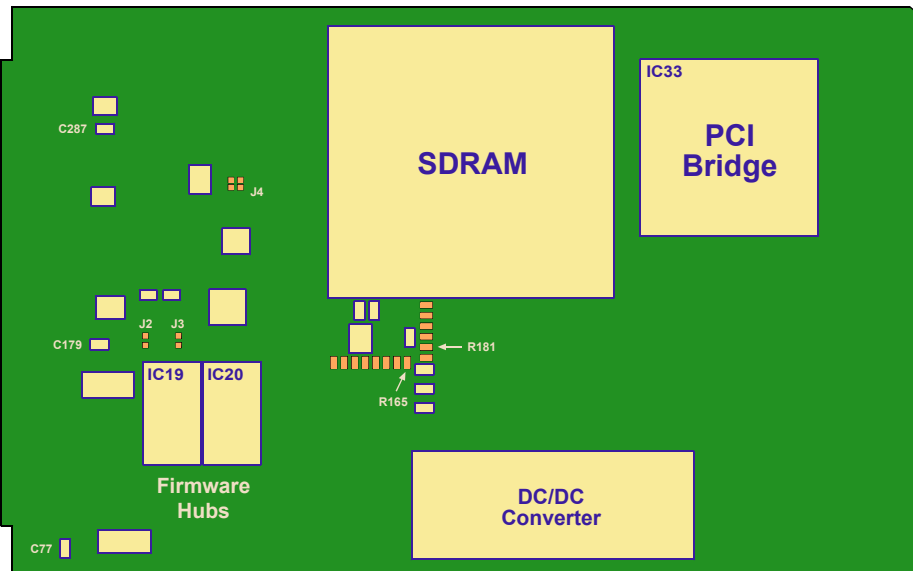 IC33
C287
PCI
Bridge
SDRAM
J4
J2
J3
C179
R181
IC19
IC20
R165
Firmware
Hubs
DC/DC
Converter
C77